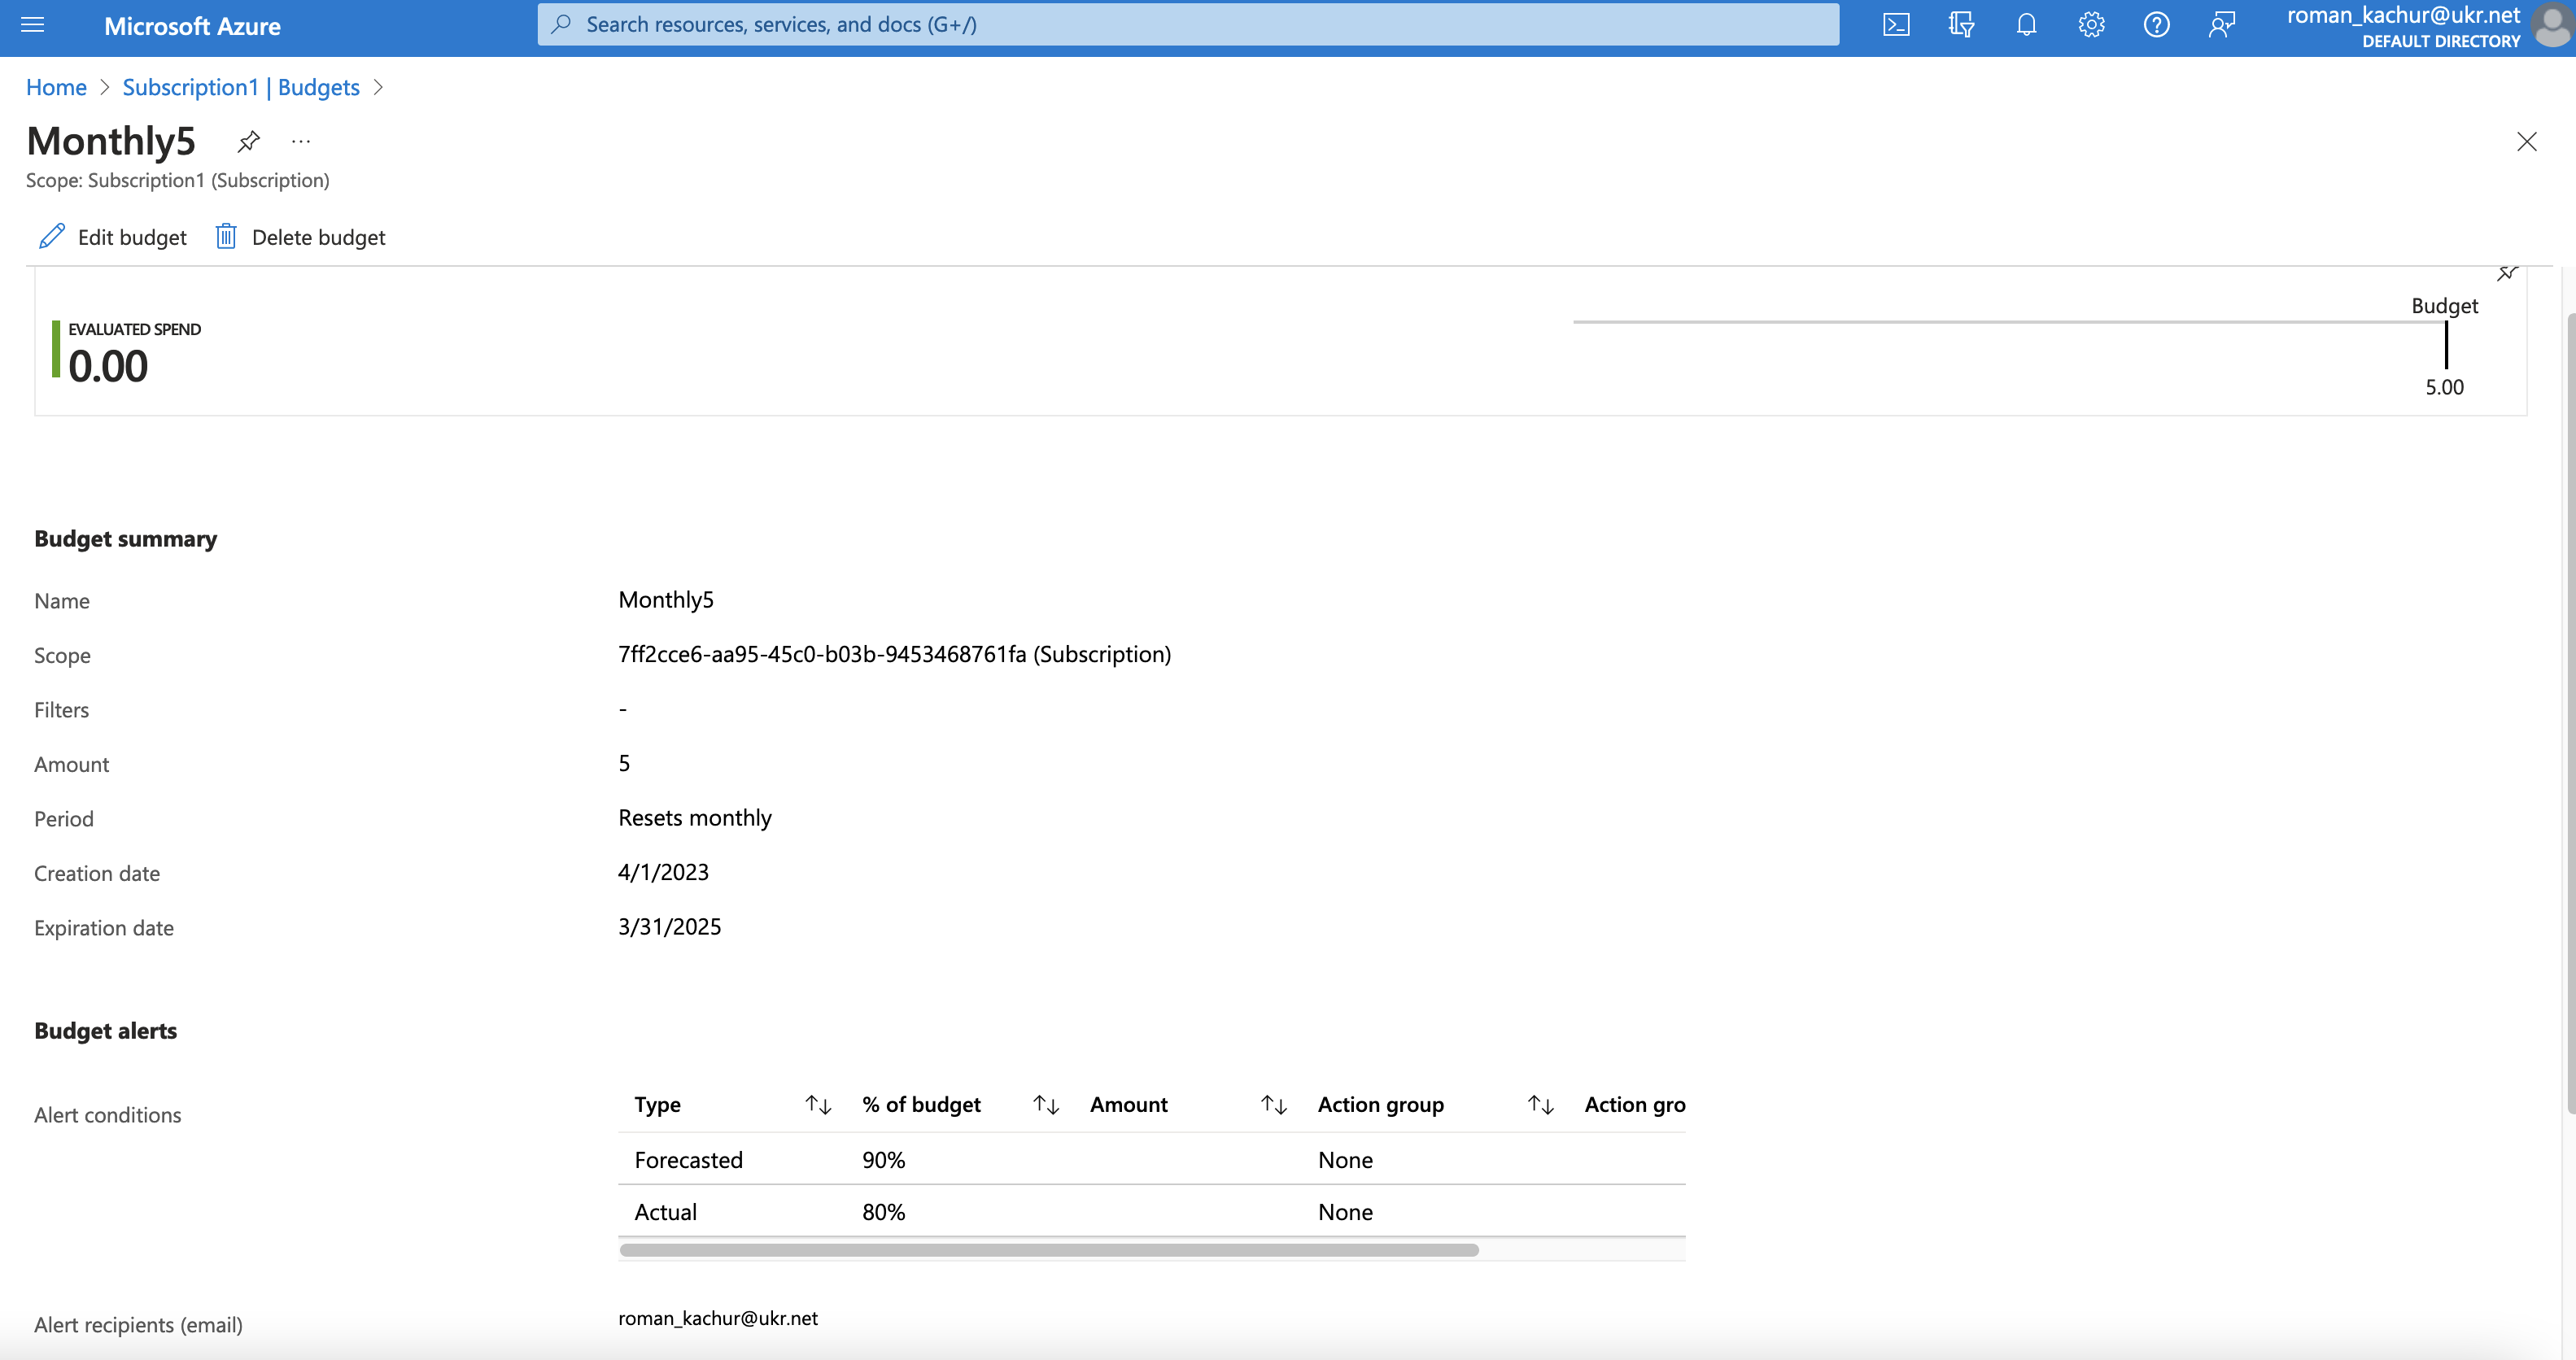 Microsoft Azure
Search resources, services, and docs (G+/)
roman_kachur@ukr.net
DEFAULT DIRECTORY
Home > Subscription1 | Budgets >
Monthly5 ...
Scope: Subscription1 (Subscription)
Edit budget Delete budget
Budget
EVALUATED SPEND
0.00
5.00
Budget summary
Name Monthly5
Scope 7ff2cce6-aa95-45c0-b03b-9453468761fa (Subscription)
Filters -
Amount 5
Period Resets monthly
Creation date 4/1/2023
Expiration date 3/31/2025
Budget alerts
Alert conditions
Type ↑↓ % of budget ↑↓ Amount ↑↓ Action group ↑↓ Action gro
Forecasted 90% None
Actual 80% None
Alert recipients (email) roman_kachur@ukr.net